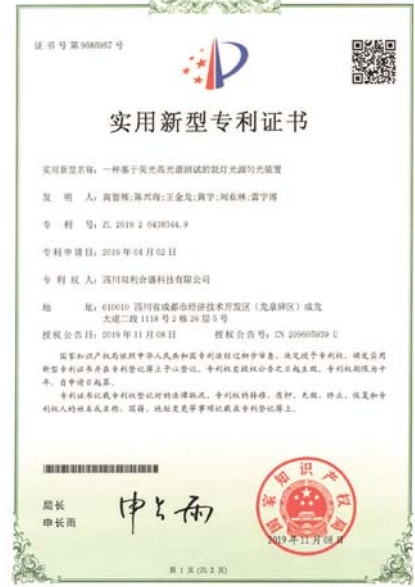 证书号第9585957号
实用新型专利证书
实用新型名称：一种基于荧光高光谱测试的氙灯光源匀光装置
发 明 人：黄智辉;陈兴海;王金龙;黄宇;刘业林;雷宇博
专 利 号：ZL 2019 2 0438344.9
专利申请日：2019年04月02日
专 利 权 人：四川双利合谱科技有限公司
地 址：610010 四川省成都市经济技术开发区（龙泉驿区）成龙
大道二段1118号2栋26层5号
授权公告日：2019年11月08日 授权公告号：CN 209605939 U
国家知识产权局依照中华人民共和国专利法经过初步审查，决定授予专利权，颁发实用
新型专利证书并在专利登记簿上予以登记。专利权自授权公告之日起生效。专利权期限为十
年，自申请日起算。
专利证书记载专利权登记时的法律状况。专利权的转移、质押、无效、终止、恢复和专
利权人的姓名或名称、国籍、地址变更等事项记载在专利登记簿上。
局长
申长雨
申长雨
国家知识产权局
2019年11月08日
第 1 页 (共 2 页)